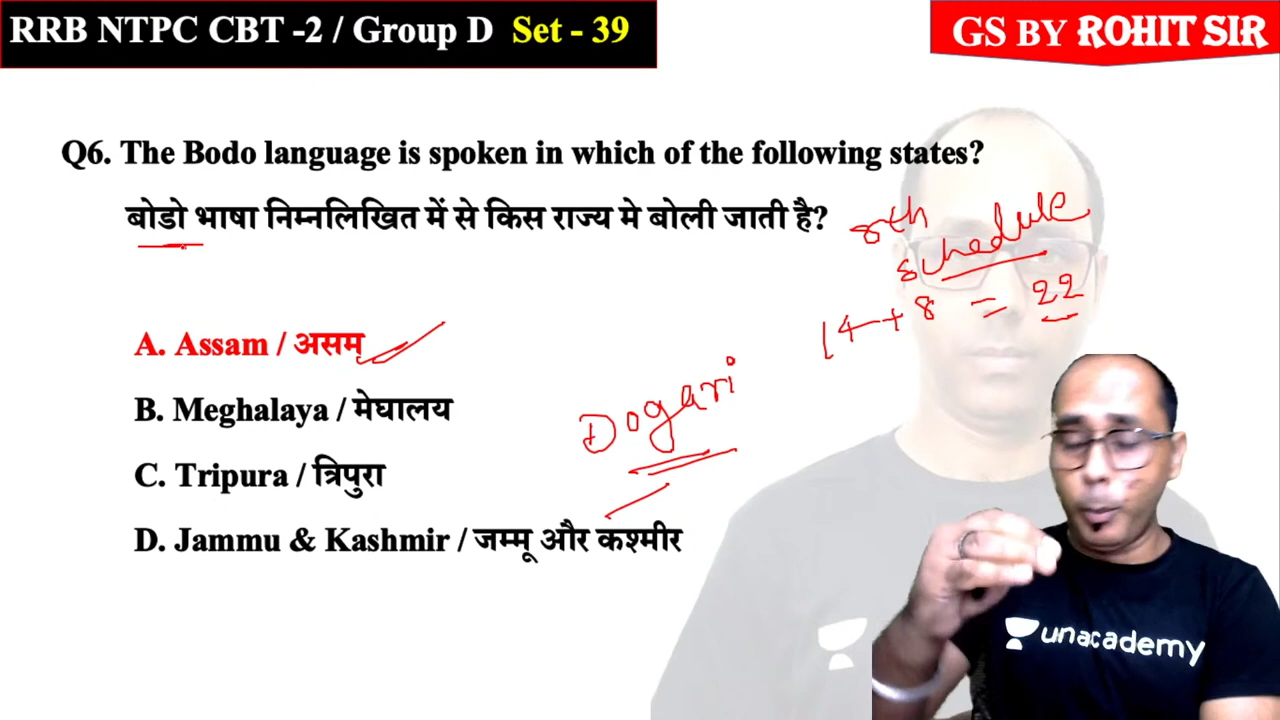 RRB NTPC CBT -2 / Group D Set - 39
GS BY ROHIT SIR
Q6. The Bodo language is spoken in which of the following states?
बोडो भाषा निम्नलिखित में से किस राज्य मे बोली जाती है?
8th
schedule
14+8 = 22
A. Assam / असम
B. Meghalaya / मेघालय
Dogari
C. Tripura / त्रिपुरा
D. Jammu & Kashmir / जम्मू और कश्मीर
unacademy